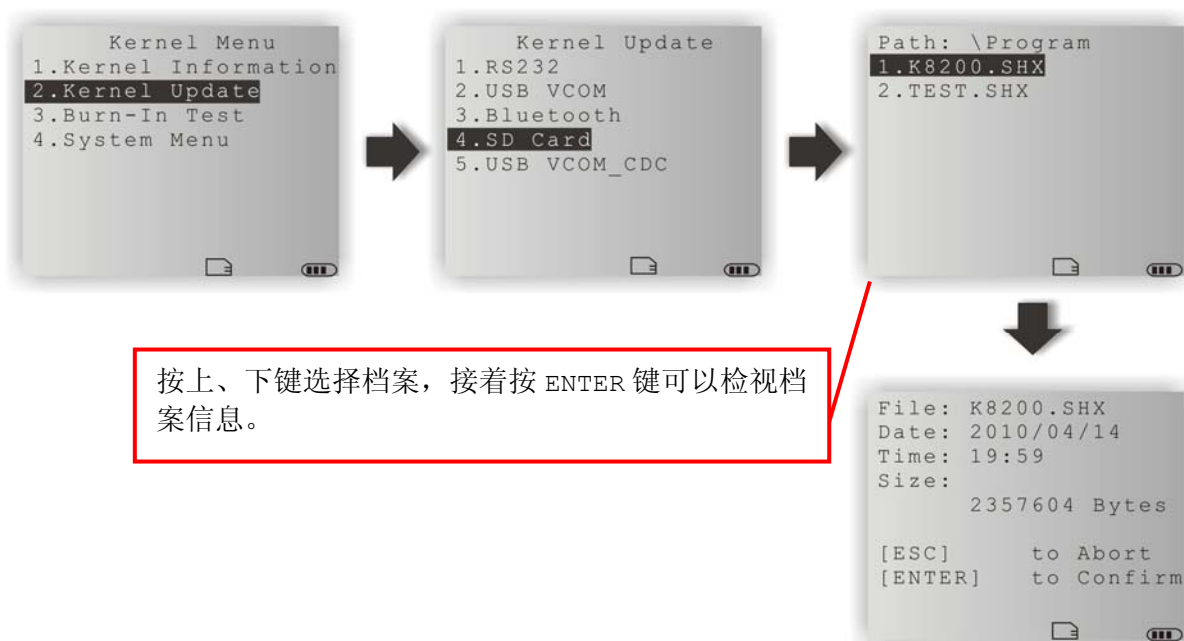 Kernel Menu
1.Kernel Information
2.Kernel Update
3.Burn-In Test
4.System Menu
Kernel Update
1.RS232
2.USB VCOM
3.Bluetooth
4.SD Card
5.USB VCOM_CDC
Path: \Program
1.K8200.SHX
2.TEST.SHX
按上、下键选择档案，接着按 ENTER 键可以检视档
案信息。
File: K8200.SHX
Date: 2010/04/14
Time: 19:59
Size:
2357604 Bytes
[ESC] to Abort
[ENTER] to Confirm